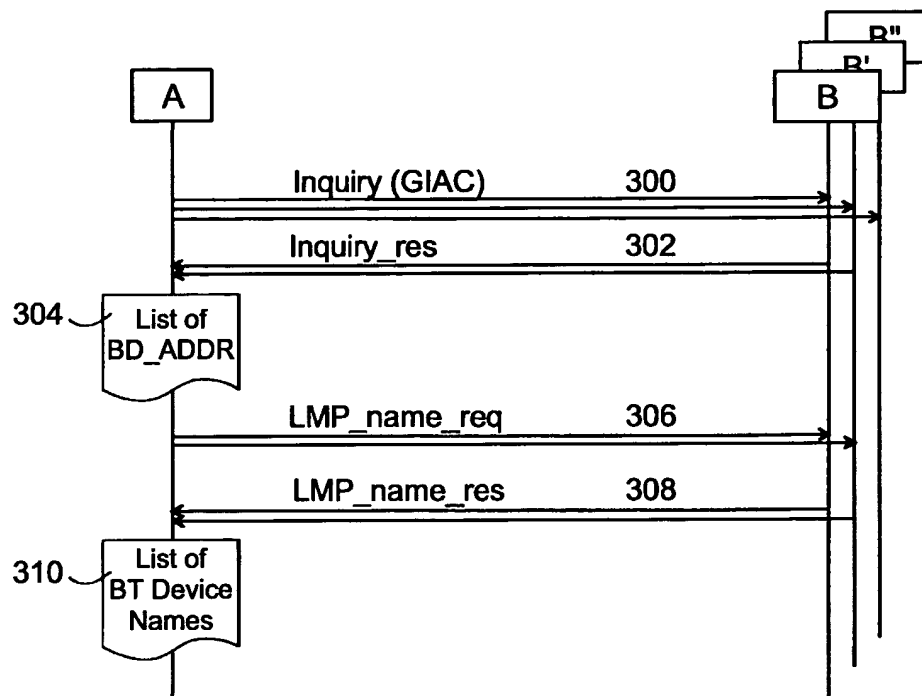 B"
B'
A
B
Inquiry (GIAC) 300
Inquiry_res 302
304
List of
BD_ADDR
LMP_name_req 306
LMP_name_res 308
310
List of
BT Device
Names